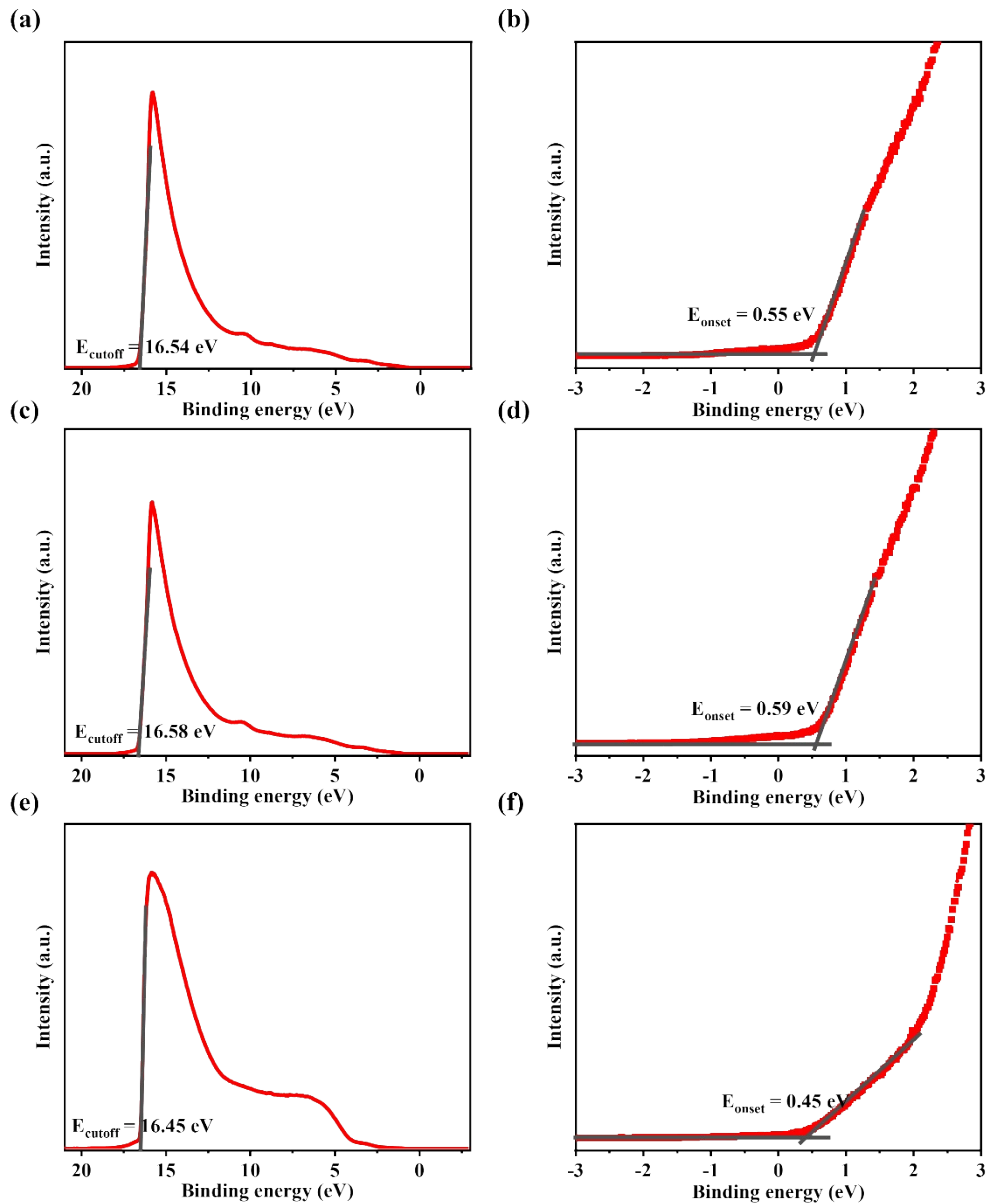 (a)
Intensity (a.u.)
E_cutoff = 16.54 eV
20 15 10 5 0
Binding energy (eV)
(b)
Intensity (a.u.)
E_onset = 0.55 eV
-3 -2 -1 0 1 2 3
Binding energy (eV)
(c)
Intensity (a.u.)
E_cutoff = 16.58 eV
20 15 10 5 0
Binding energy (eV)
(d)
Intensity (a.u.)
E_onset = 0.59 eV
-3 -2 -1 0 1 2 3
Binding energy (eV)
(e)
Intensity (a.u.)
E_cutoff = 16.45 eV
20 15 10 5 0
Binding energy (eV)
(f)
Intensity (a.u.)
E_onset = 0.45 eV
-3 -2 -1 0 1 2 3
Binding energy (eV)